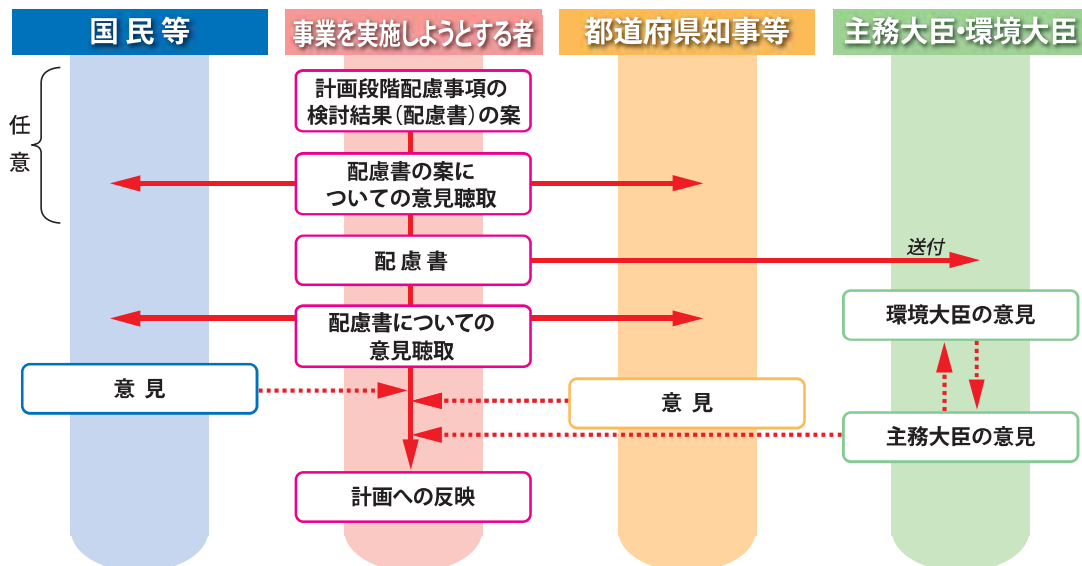 国民等
事業を実施しようとする者
都道府県知事等
主務大臣・環境大臣
任意
計画段階配慮事項の
検討結果（配慮書）の案
配慮書の案に
ついての意見聴取
配慮書
送付
配慮書についての
意見聴取
環境大臣の意見
意見
意見
主務大臣の意見
計画への反映